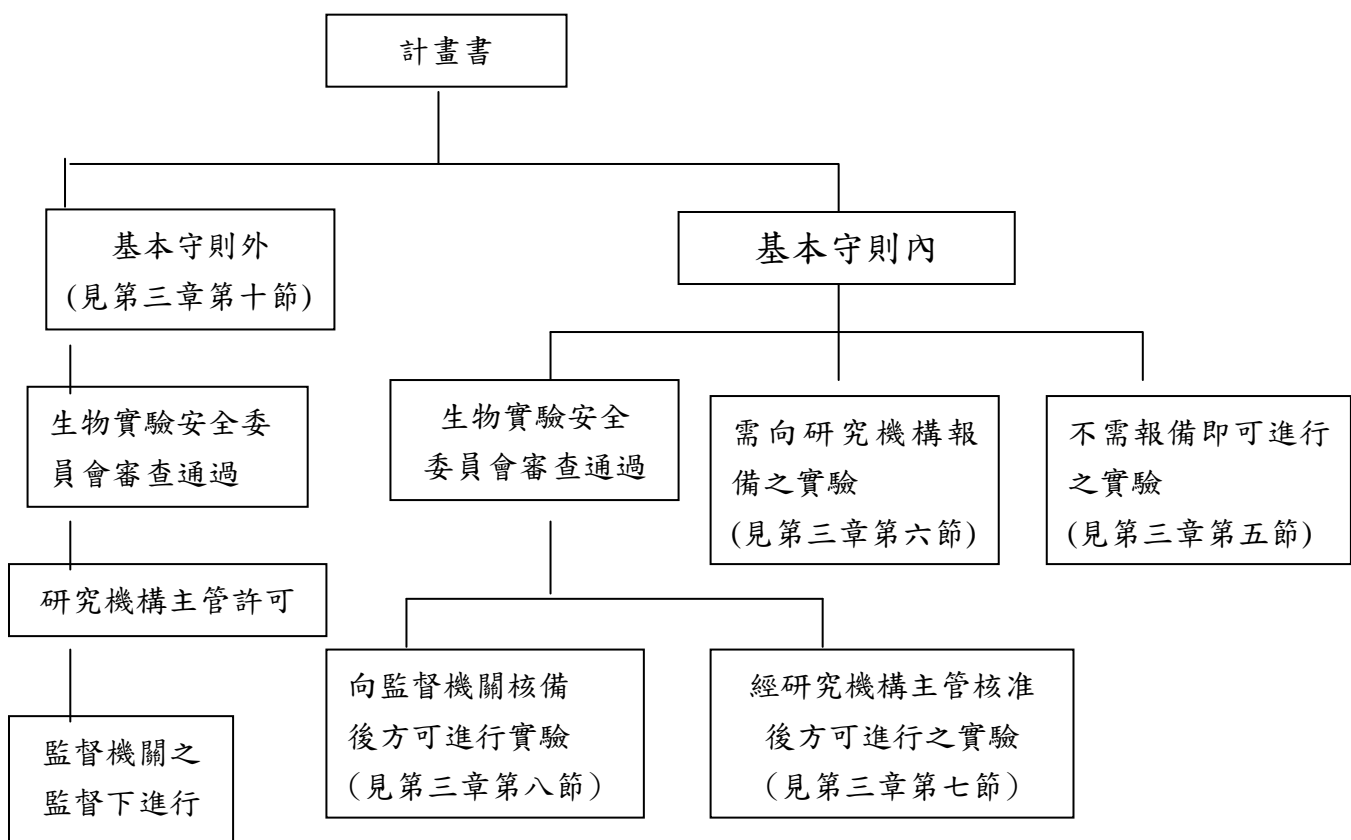 計畫書
基本守則外
(見第三章第十節)
基本守則內
生物實驗安全委
員會審查通過
生物實驗安全
委員會審查通過
需向研究機構報
備之實驗
(見第三章第六節)
不需報備即可進行
之實驗
(見第三章第五節)
研究機構主管許可
向監督機關核備
後方可進行實驗
(見第三章第八節)
經研究機構主管核准
後方可進行之實驗
(見第三章第七節)
監督機關之
監督下進行